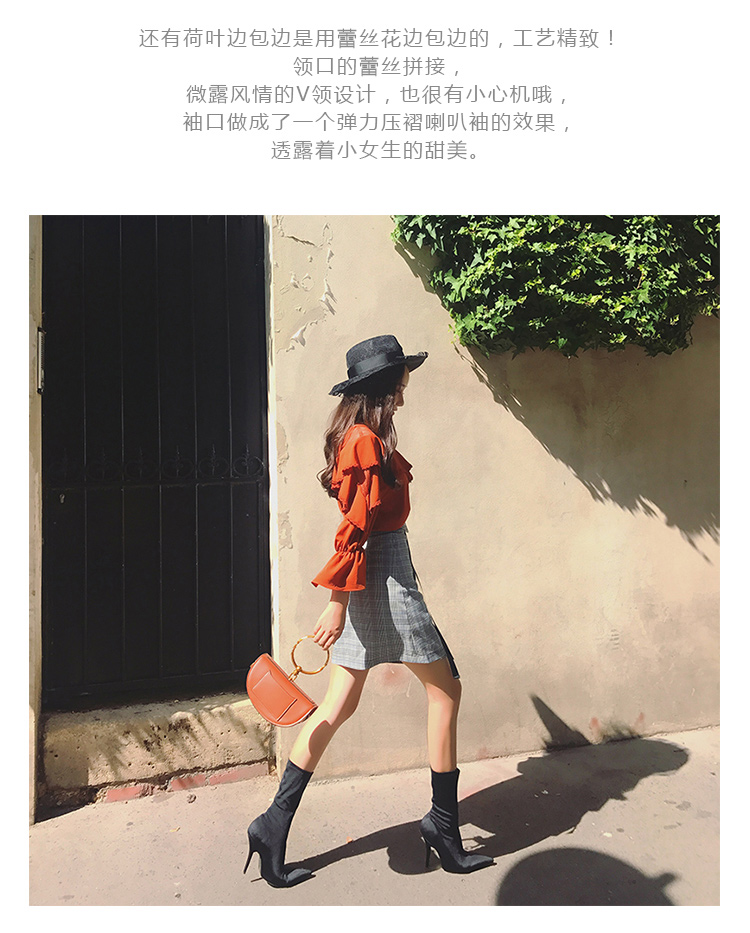 还有荷叶边包边是用蕾丝花边包边的，工艺精致！
领口的蕾丝拼接，
微露风情的V领设计，也很有小心机哦，
袖口做成了一个弹力压褶喇叭袖的效果，
透露着小女生的甜美。